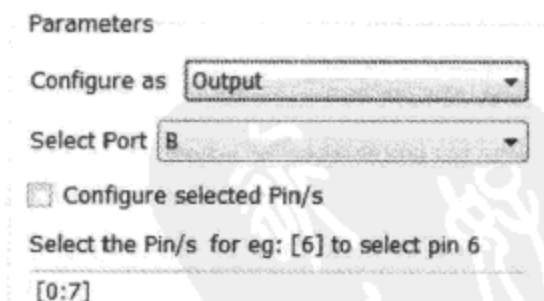 Parameters
Configure as Output
Select Port B
Configure selected Pin/s
Select the Pin/s for eg: [6] to select pin 6
[0:7]